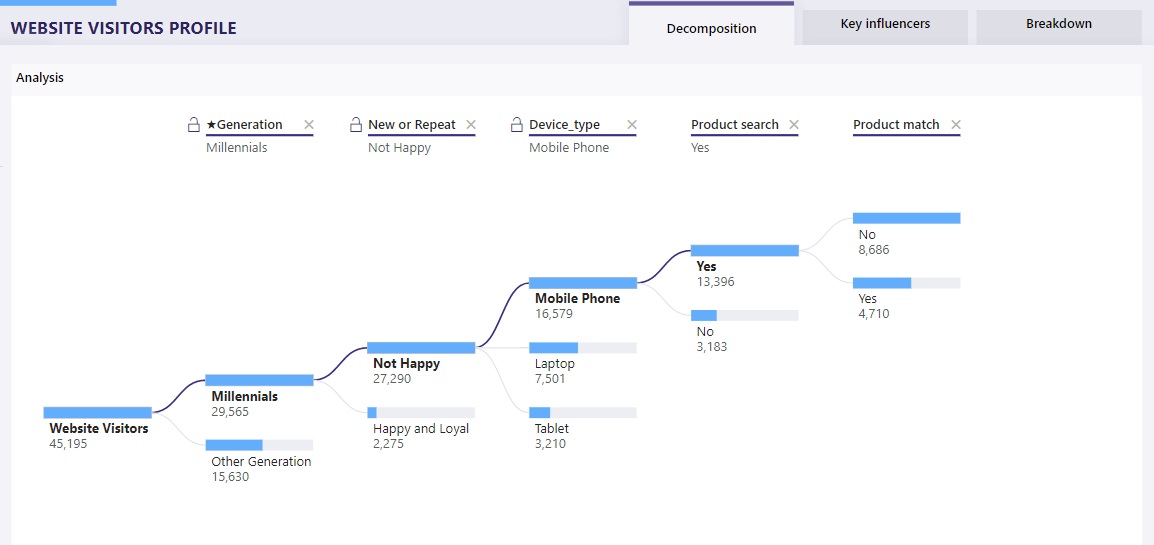 WEBSITE VISITORS PROFILE
Decomposition
Key influencers
Breakdown
Analysis
★Generation
New or Repeat
Device_type
Product search
Product match
Millennials
Not Happy
Mobile Phone
Yes
No
8,686
Yes
4,710
Yes
13,396
No
3,183
Mobile Phone
16,579
Laptop
7,501
Tablet
3,210
Not Happy
27,290
Happy and Loyal
2,275
Millennials
29,565
Other Generation
15,630
Website Visitors
45,195